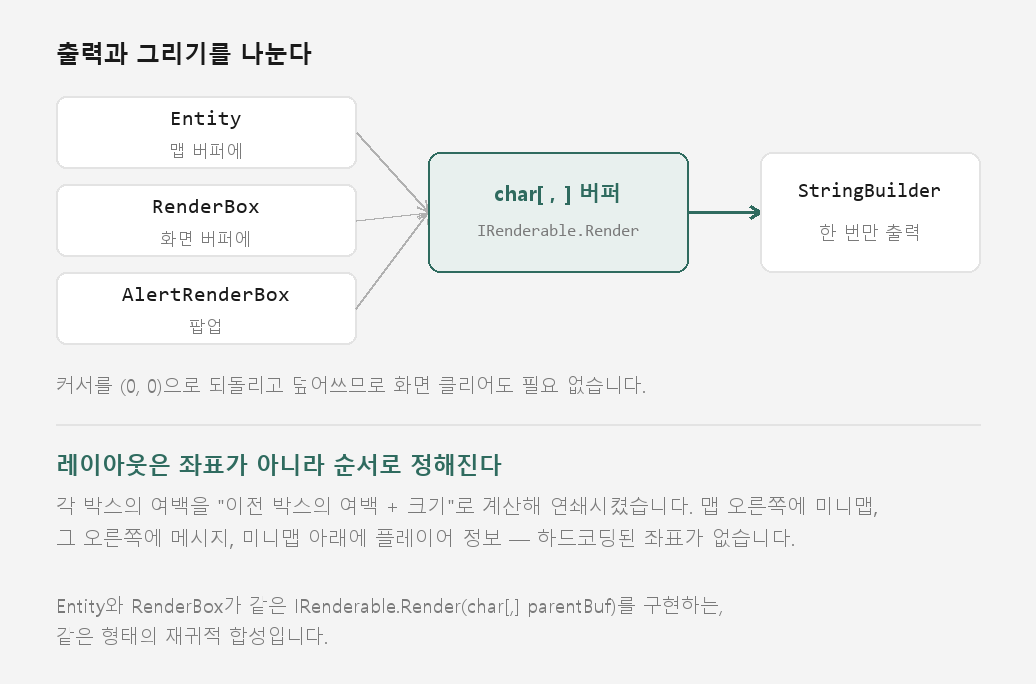 출력과 그리기를 나눈다
Entity
맵 버퍼에
RenderBox
화면 버퍼에
AlertRenderBox
팝업
char[ , ] 버퍼
IRenderable.Render
StringBuilder
한 번만 출력
커서를 (0, 0)으로 되돌리고 덮어쓰므로 화면 클리어도 필요 없습니다.
레이아웃은 좌표가 아니라 순서로 정해진다
각 박스의 여백을 "이전 박스의 여백 + 크기"로 계산해 연쇄시켰습니다. 맵 오른쪽에 미니맵,
그 오른쪽에 메시지, 미니맵 아래에 플레이어 정보 — 하드코딩된 좌표가 없습니다.
Entity와 RenderBox가 같은 IRenderable.Render(char[,] parentBuf)를 구현하는,
같은 형태의 재귀적 합성입니다.